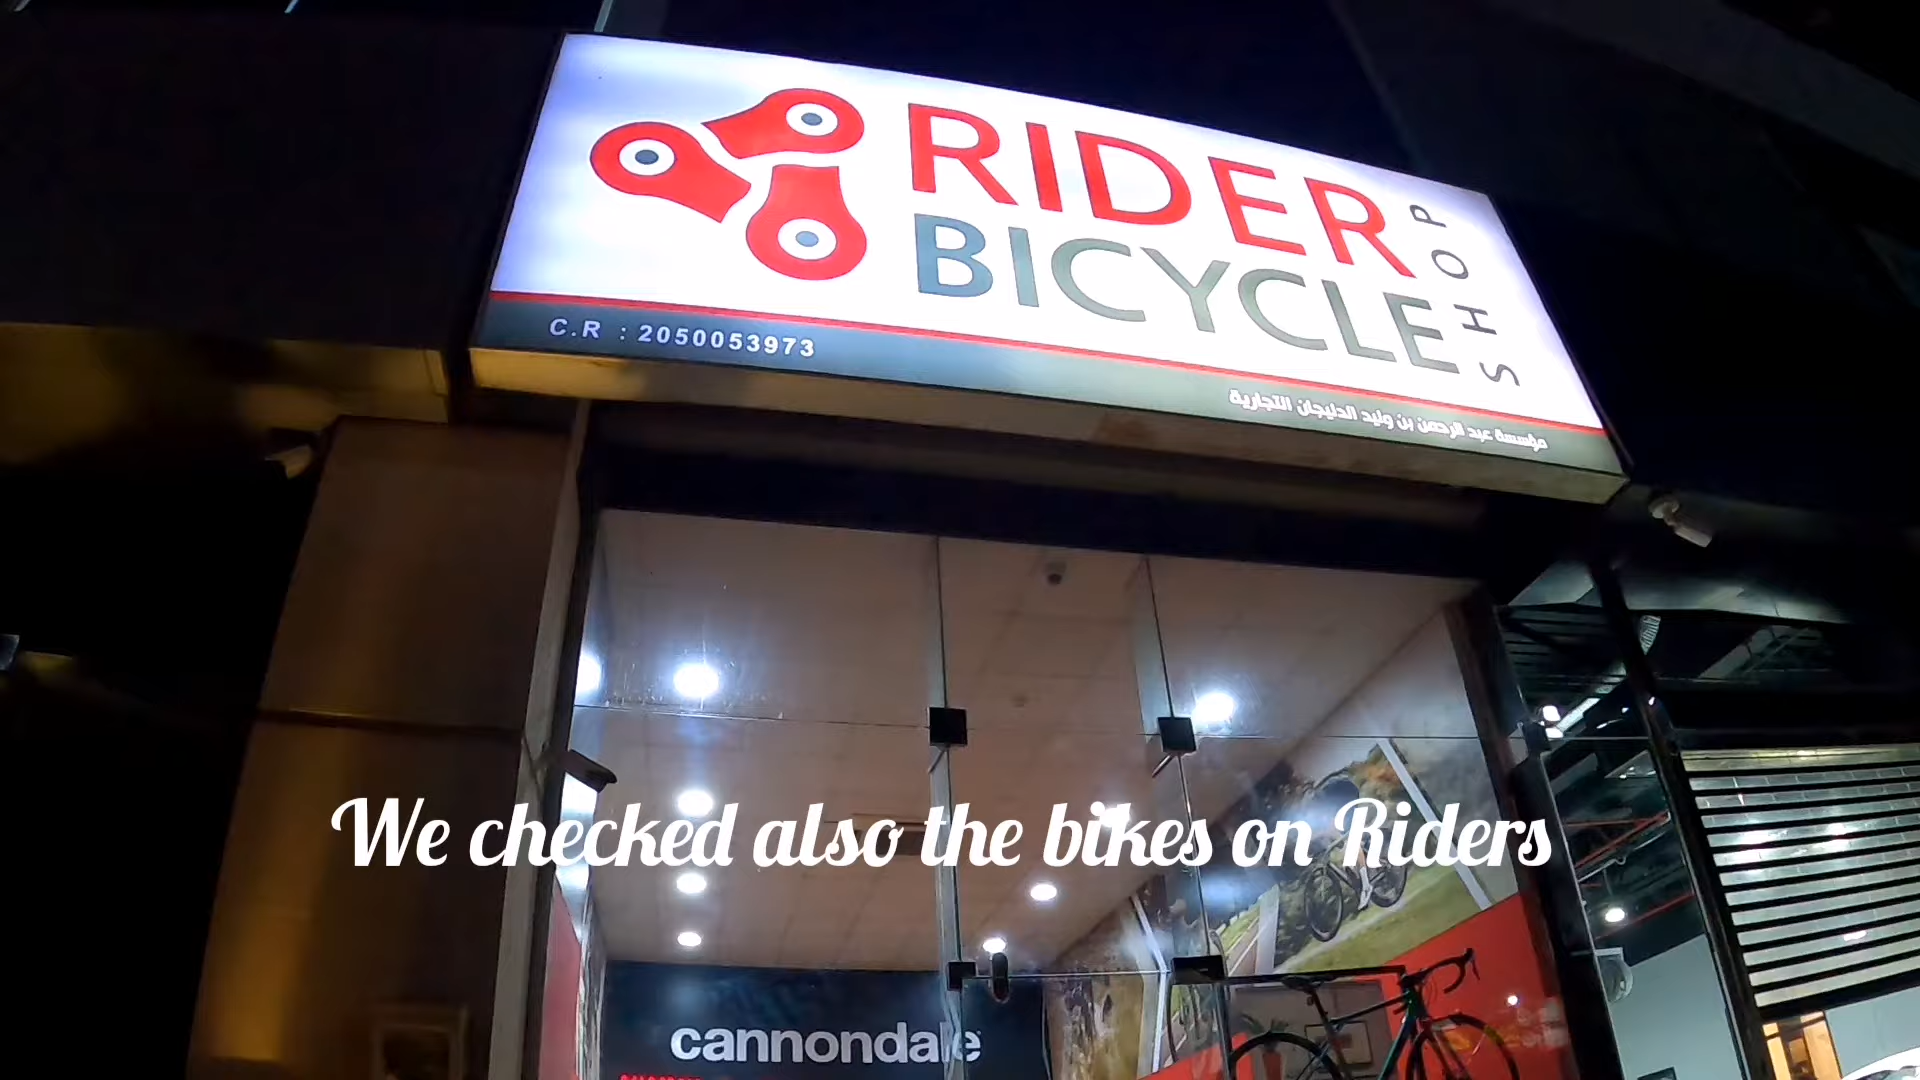 RIDER
BICYCLE
SHOP
C.R : 2050053973
مؤسسة عبد الرحمن بن وليد الدليجان التجارية
We checked also the bikes on Riders
cannondale